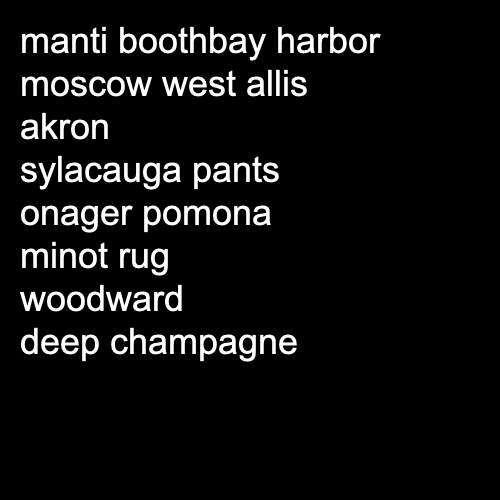 manti boothbay harbor
moscow west allis
akron
sylacauga pants
onager pomona
minot rug
woodward
deep champagne